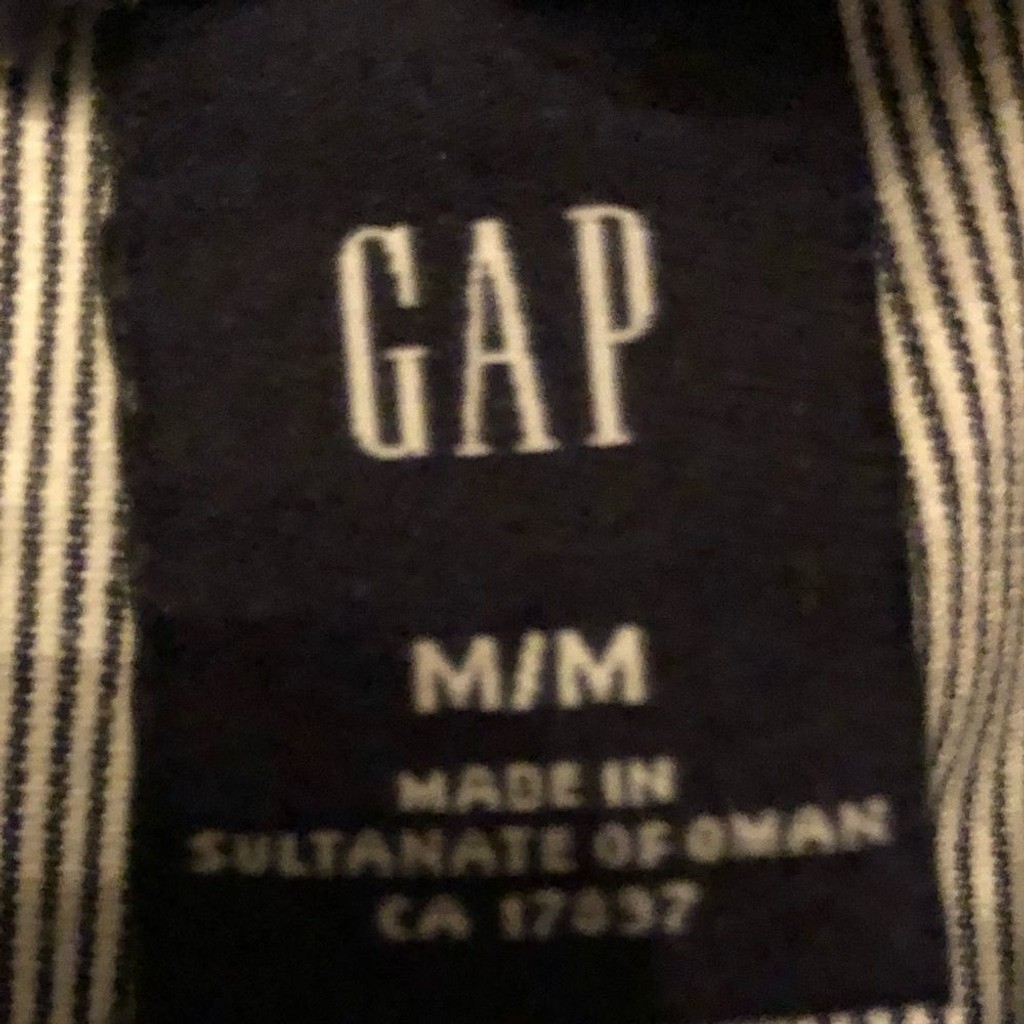 GAP
M/M
MADE IN
SULTANATE OF OMAN
CA 17897